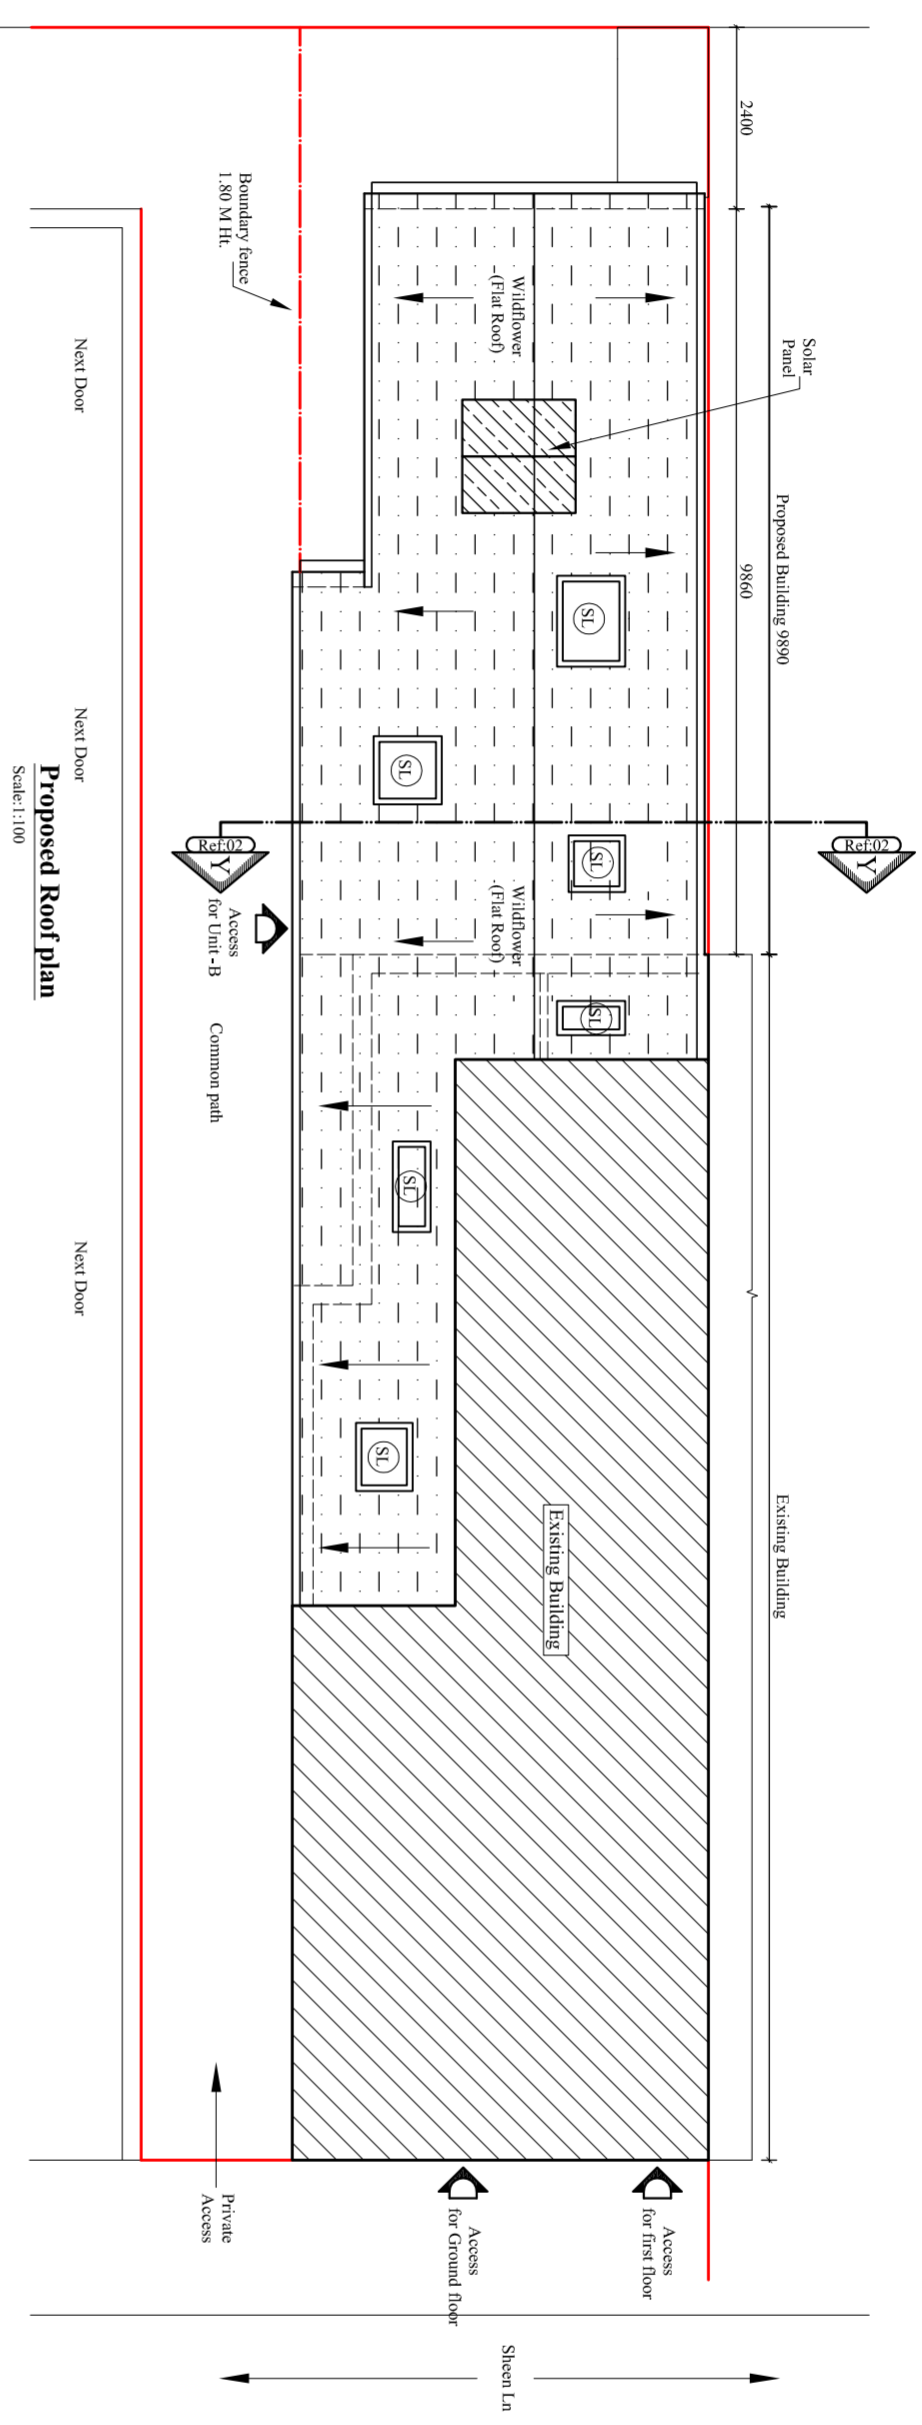 2400
9860
Proposed Building 9890
Existing Building
Solar
Panel
Boundary fence
1.80 M Ht.
Wildflower
(Flat Roof)
SL
SL
SL
SL
SL
SL
Wildflower
(Flat Roof)
Ref:02
Y
Ref:02
Y
Access
for Unit - B
Common path
Existing Building
Next Door
Next Door
Next Door
Private
Access
Access
for Ground floor
Access
for first floor
Sheen Ln
Proposed Roof plan
Scale:1:100